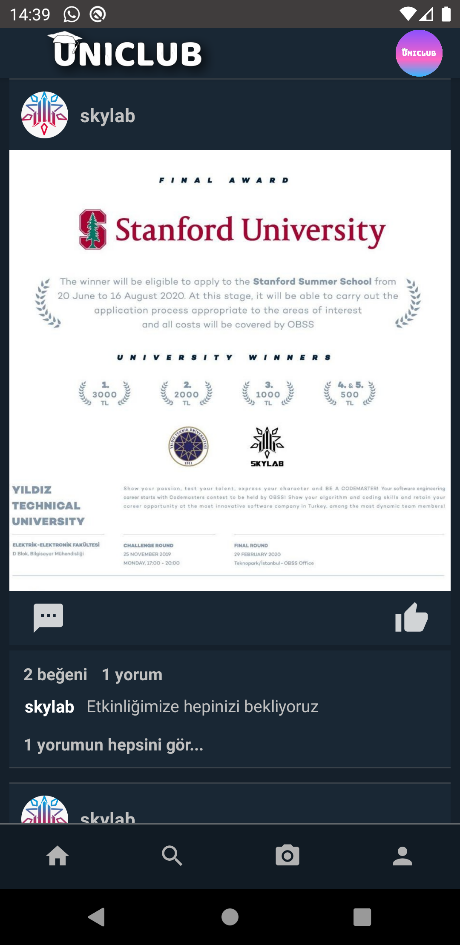 14:39
UNICLUB
UNICLUB
skylab
FINAL AWARD
Stanford University
The winner will be eligible to apply to the Stanford Summer School from
20 June to 16 August 2020. At this stage, it will be able to carry out the
application process appropriate to the areas of interest
and all costs will be covered by OBSS
UNIVERSITY WINNERS
1. 2. 3. 4. & 5.
3000 2000 1000 500
TL TL TL TL
SKYLAB
YILDIZ
TECHNICAL
UNIVERSITY
Show your passion, test your talent, express your character and BE A CODEMASTER! Your software engineering
career starts with Codemasters contest to be held by OBSS! Show your algorithm and coding skills and retain your
career opportunity at the most innovative software company in Turkey, among the most dynamic team members!
ELEKTRİK-ELEKTRONİK FAKÜLTESİ
D Blok, Bilgisayar Mühendisliği
CHALLENGE ROUND
25 NOVEMBER 2019
MONDAY, 17:00 - 20:00
FINAL ROUND
29 FEBRUARY 2020
Teknopark/İstanbul - OBSS Office
2 beğeni 1 yorum
skylab Etkinliğimize hepinizi bekliyoruz
1 yorumun hepsini gör...
skylab